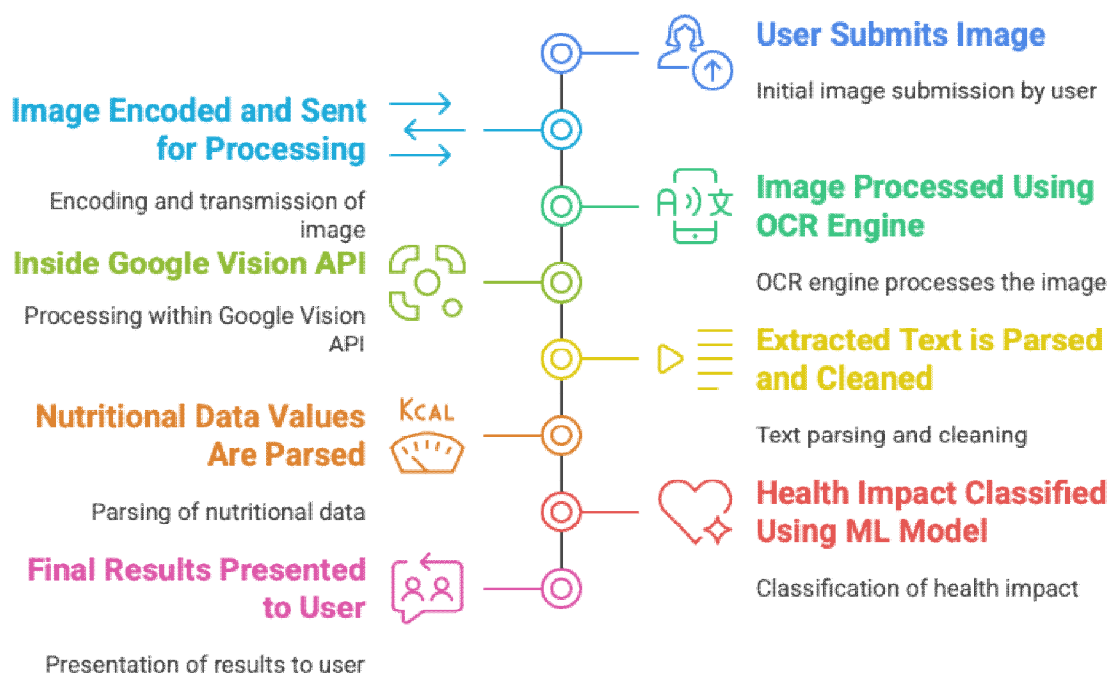 User Submits Image
Initial image submission by user
Image Encoded and Sent
for Processing
Encoding and transmission of
image
Image Processed Using
OCR Engine
OCR engine processes the image
A 文
Inside Google Vision API
Processing within Google Vision
API
Extracted Text is Parsed
and Cleaned
Text parsing and cleaning
Nutritional Data Values
Are Parsed
KCAL
Parsing of nutritional data
Health Impact Classified
Using ML Model
Classification of health impact
Final Results Presented
to User
Presentation of results to user